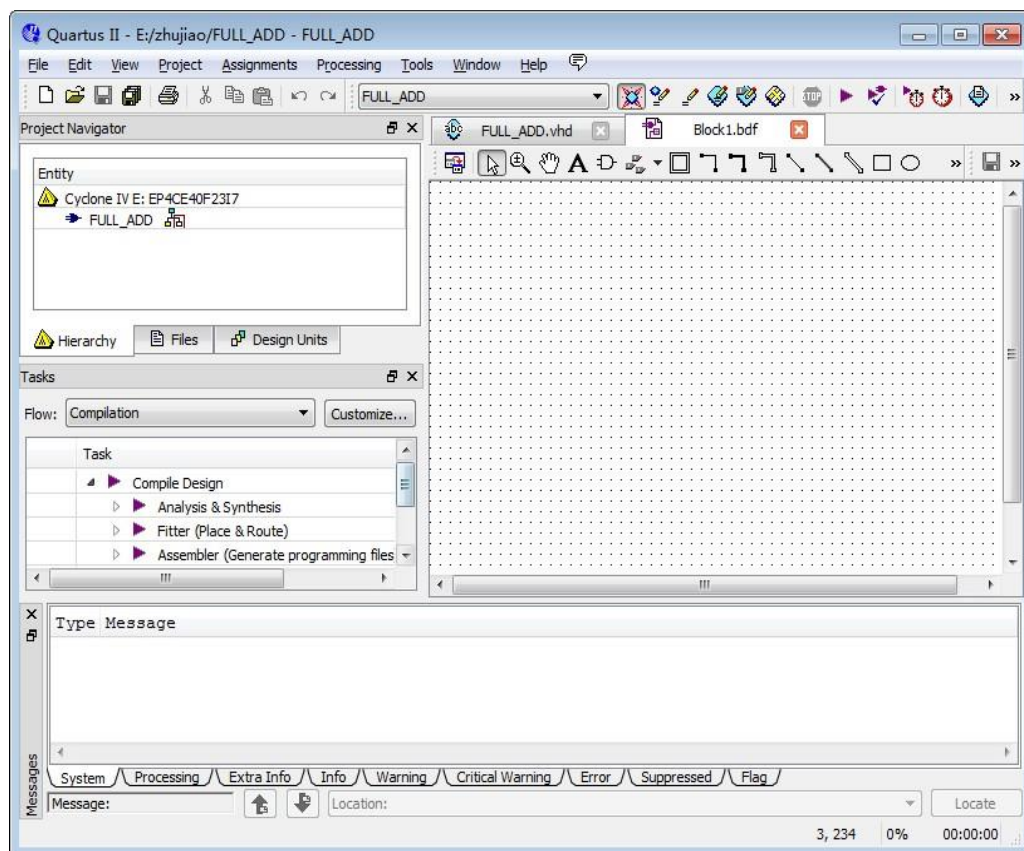 Quartus II - E:/zhujiao/FULL_ADD - FULL_ADD
File Edit View Project Assignments Processing Tools Window Help
FULL_ADD
STOP
»
Project Navigator
abc FULL_ADD.vhd Block1.bdf
A » »
Entity
Cyclone IV E: EP4CE40F23I7
FULL_ADD
Hierarchy Files Design Units
Tasks
Flow: Compilation Customize...
Task
Compile Design
Analysis & Synthesis
Fitter (Place & Route)
Assembler (Generate programming files
Type Message
Messages
System Processing Extra Info Info Warning Critical Warning Error Suppressed Flag
Message: Location: Locate
3, 234 0% 00:00:00